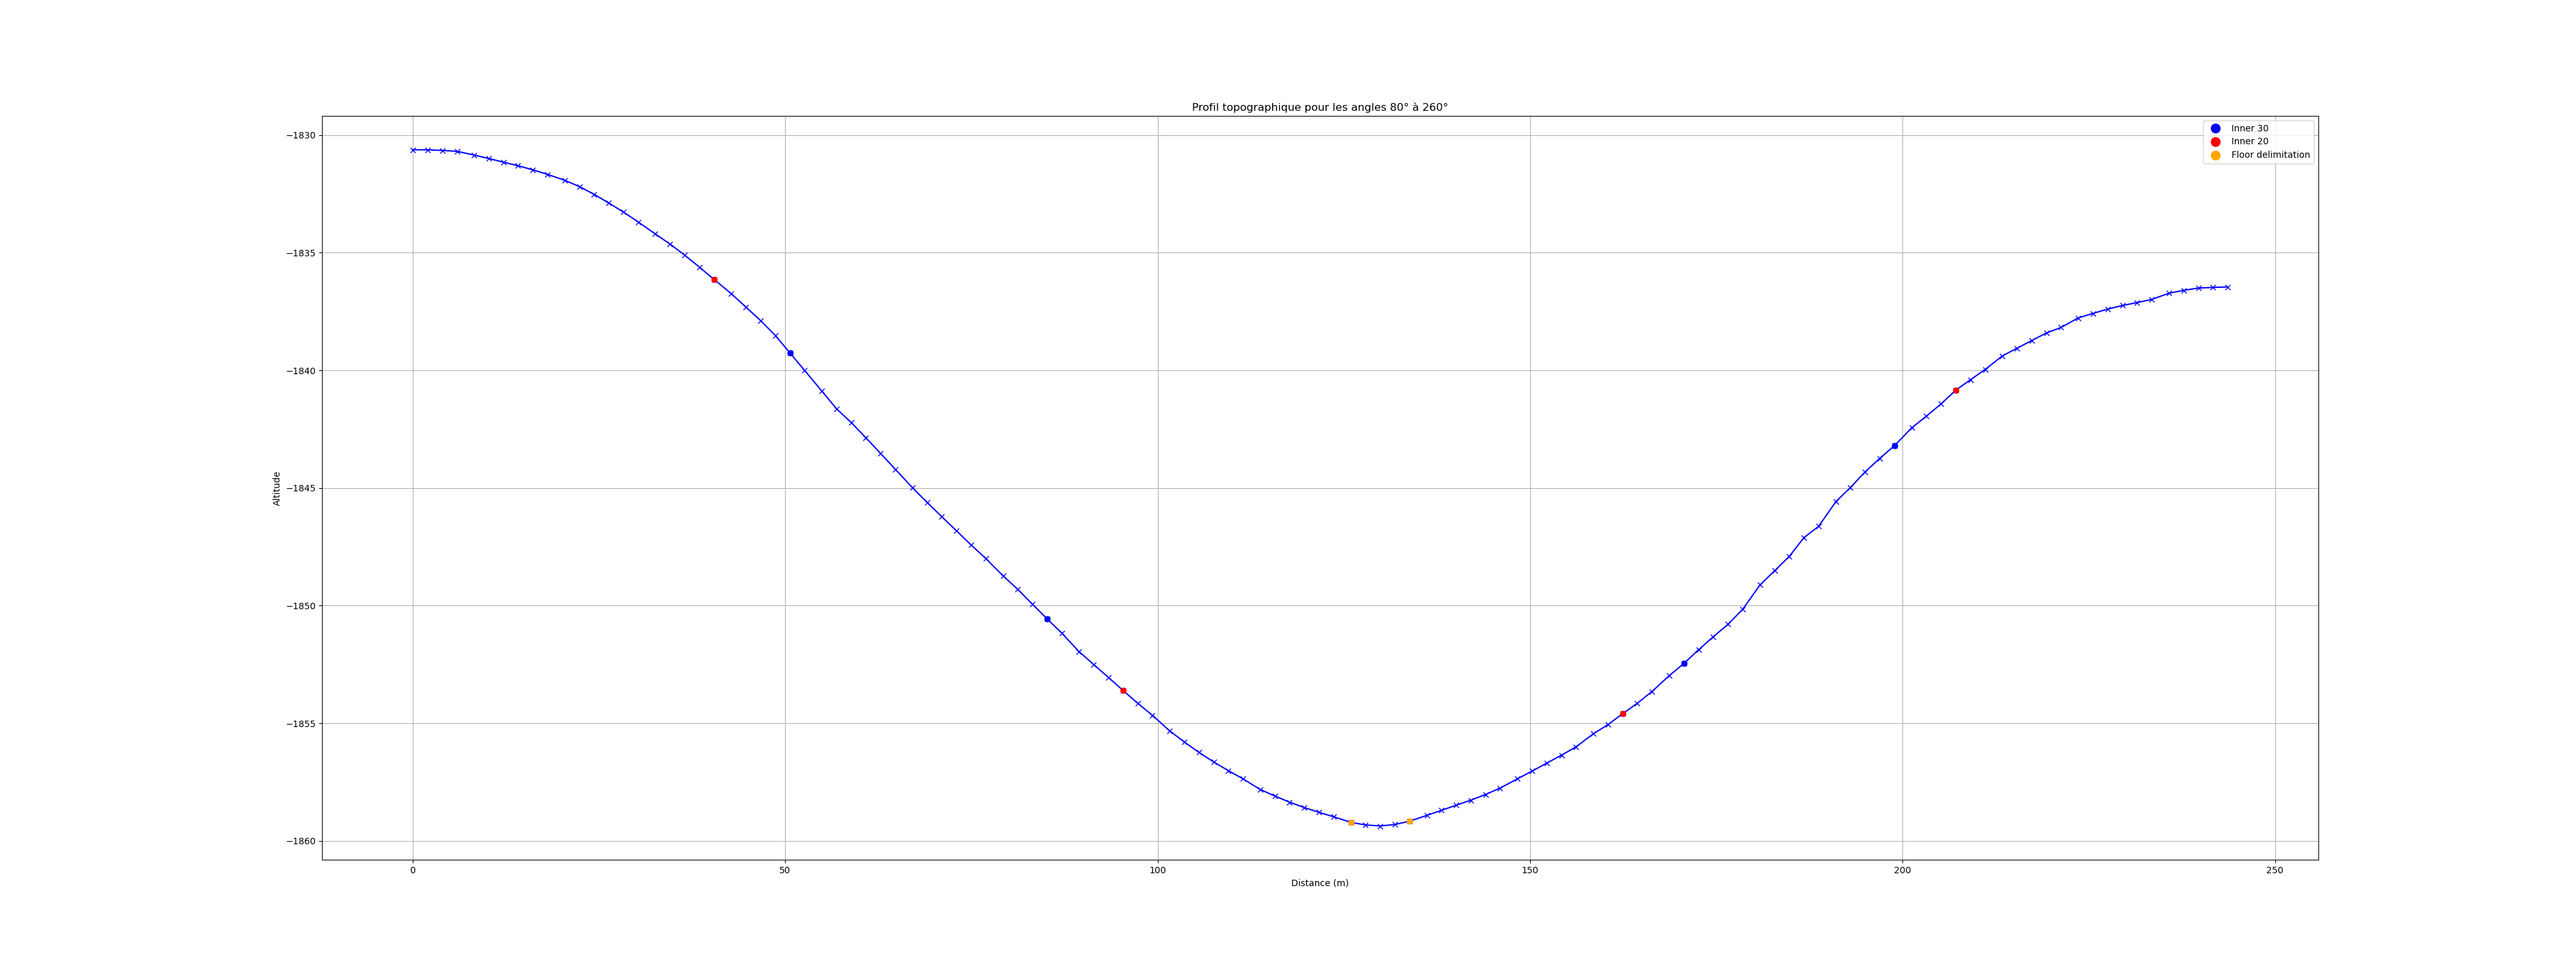 Profil topographique pour les angles 80° à 260°
Inner 30
Inner 20
Floor delimitation
−1830
−1835
−1840
−1845
−1850
−1855
−1860
Altitude
0
50
100
150
200
250
Distance (m)